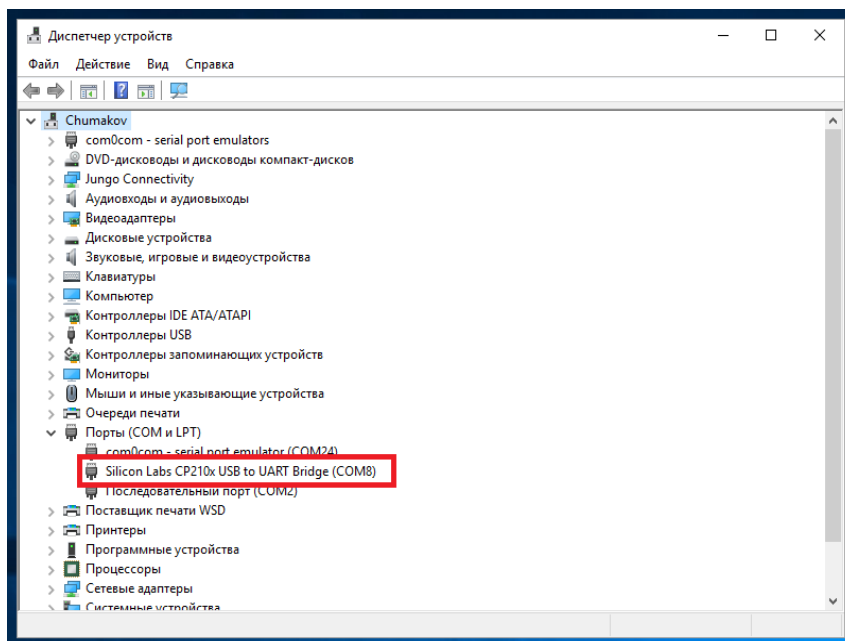 Диспетчер устройств
Файл Действие Вид Справка
Chumakov
com0com - serial port emulators
DVD-дисководы и дисководы компакт-дисков
Jungo Connectivity
Аудиовходы и аудиовыходы
Видеоадаптеры
Дисковые устройства
Звуковые, игровые и видеоустройства
Клавиатуры
Компьютер
Контроллеры IDE ATA/ATAPI
Контроллеры USB
Контроллеры запоминающих устройств
Мониторы
Мыши и иные указывающие устройства
Очереди печати
Порты (COM и LPT)
com0com - serial port emulator (COM24)
Silicon Labs CP210x USB to UART Bridge (COM8)
Последовательный порт (COM2)
Поставщик печати WSD
Принтеры
Программные устройства
Процессоры
Сетевые адаптеры
Системные устройства